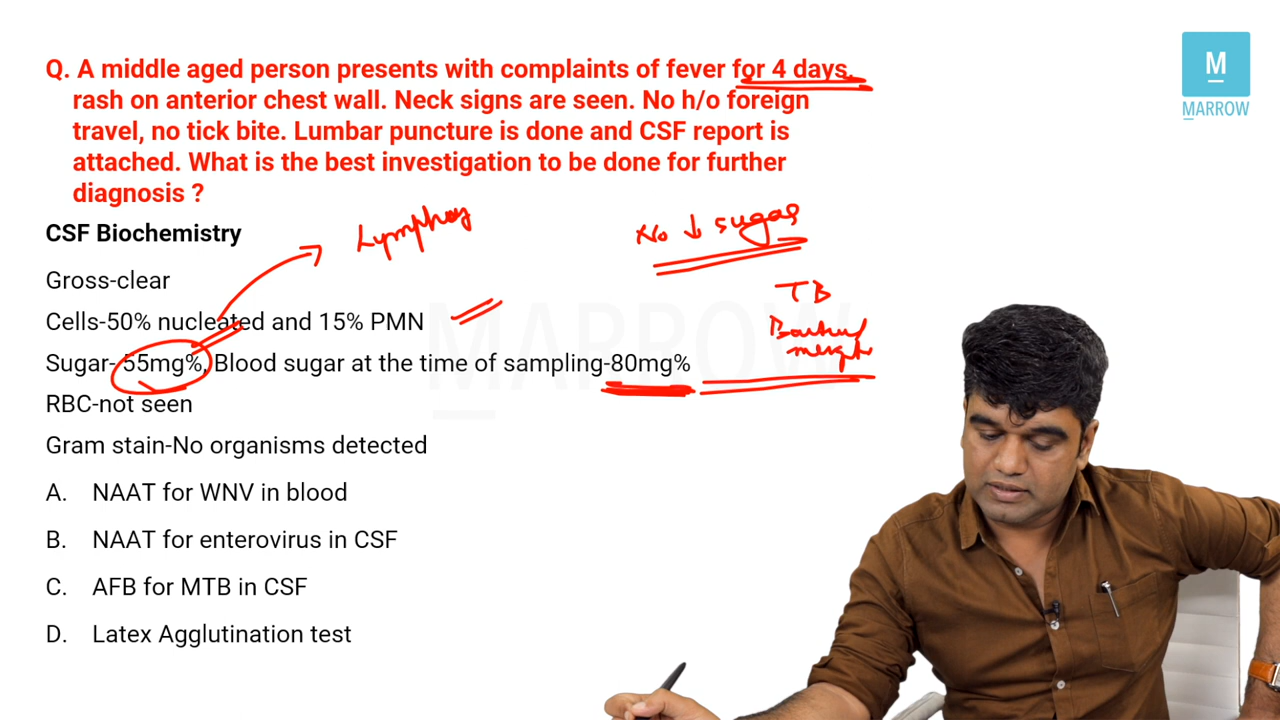 Q. A middle aged person presents with complaints of fever for 4 days,
rash on anterior chest wall. Neck signs are seen. No h/o foreign
travel, no tick bite. Lumbar puncture is done and CSF report is
attached. What is the best investigation to be done for further
diagnosis ?
M
MARROW
CSF Biochemistry
No ↓ sugar
Gross-clear
TB
Cells-50% nucleated and 15% PMN
MARROW
Sugar- 55mg%, Blood sugar at the time of sampling-80mg%
RBC-not seen
Gram stain-No organisms detected
A. NAAT for WNV in blood
B. NAAT for enterovirus in CSF
C. AFB for MTB in CSF
D. Latex Agglutination test